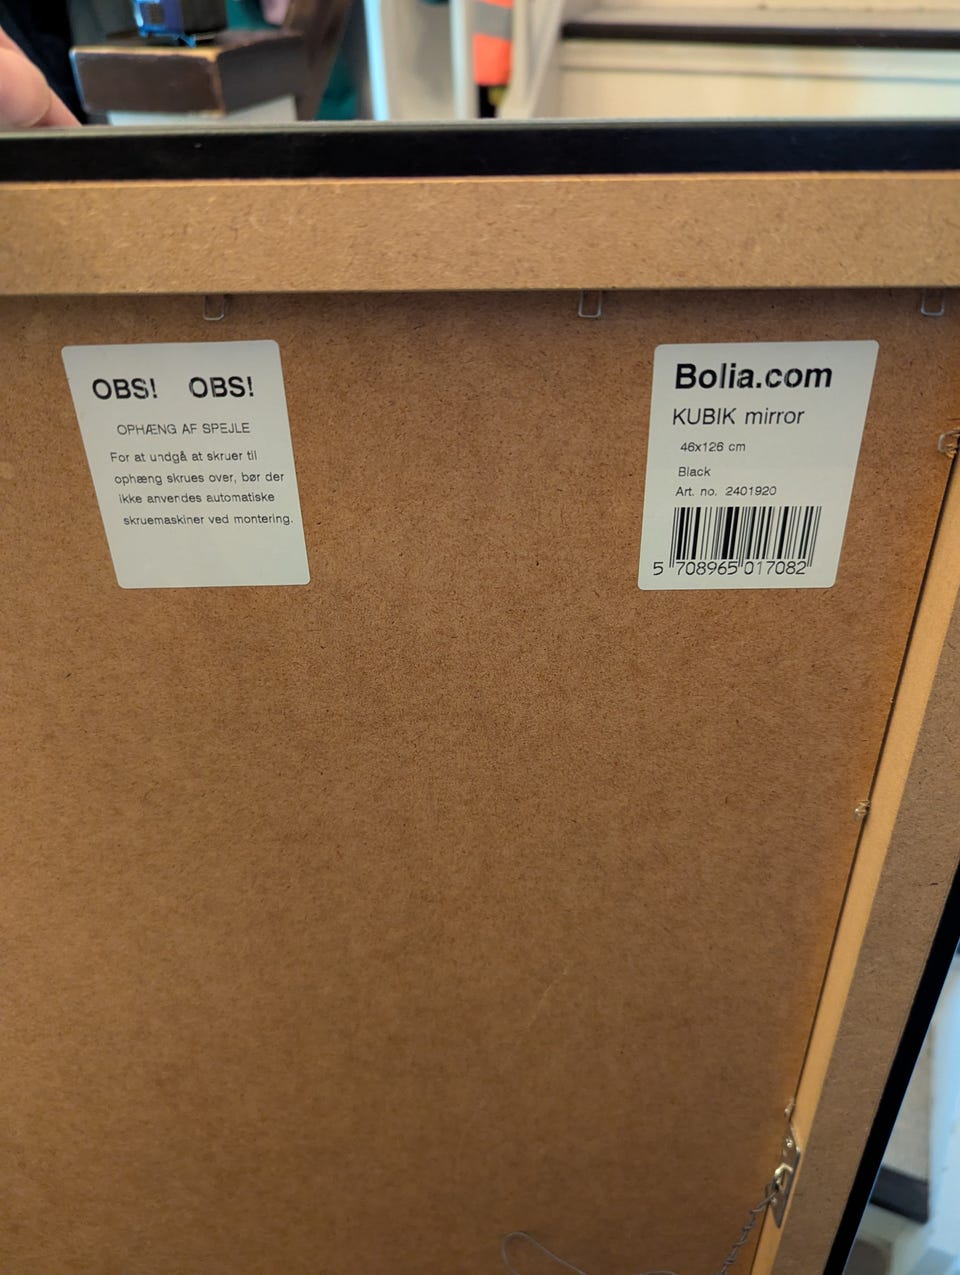 OBS! OBS!
OPHÆNG AF SPEJLE
For at undgå at skruer til
ophæng skrues over, bør der
ikke anvendes automatiske
skruemaskiner ved montering.
Bolia.com
KUBIK mirror
46x126 cm
Black
Art. no. 2401920
5 708965 017082